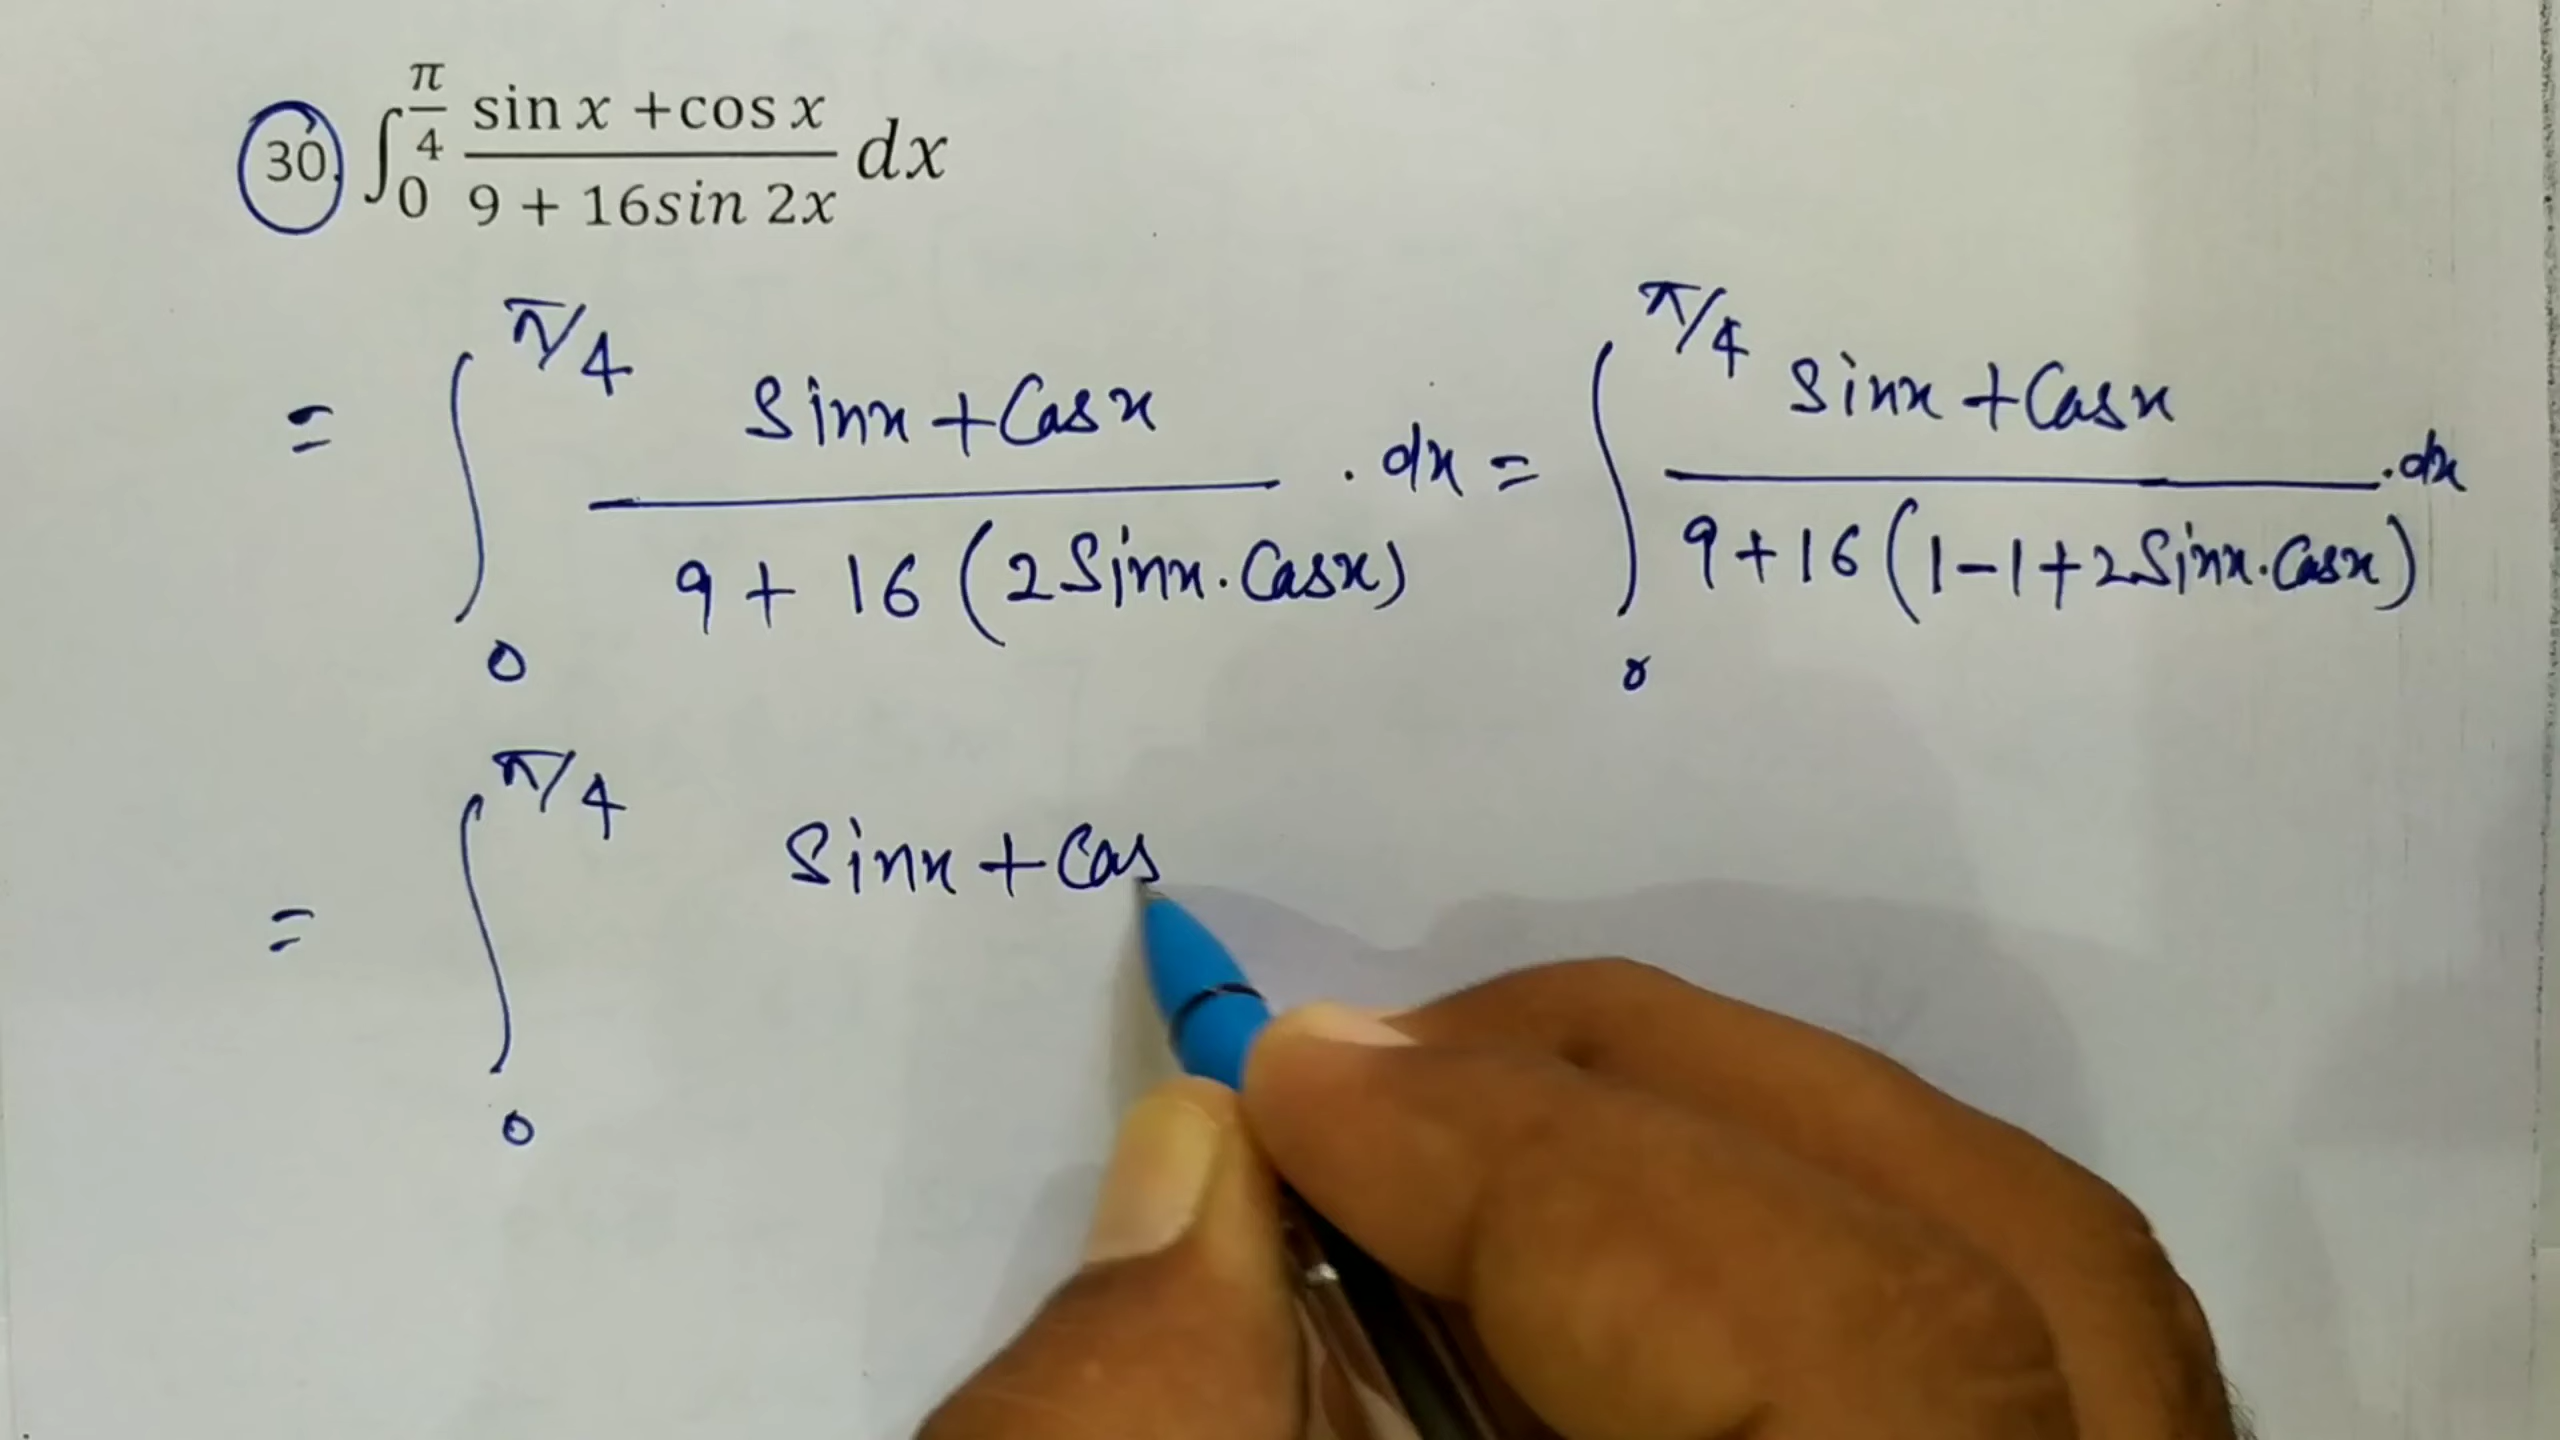 30. ∫₀^{π/4} (sin x + cos x)/(9 + 16sin 2x) dx
= ∫₀^{π/4} (Sinx + Cosx)/(9 + 16(2Sinx.Cosx)) . dx = ∫₀^{π/4} (Sinx + Cosx)/(9 + 16(1-1+2Sinx.Cosx)) .dx
= ∫₀^{π/4} Sinx + Cos